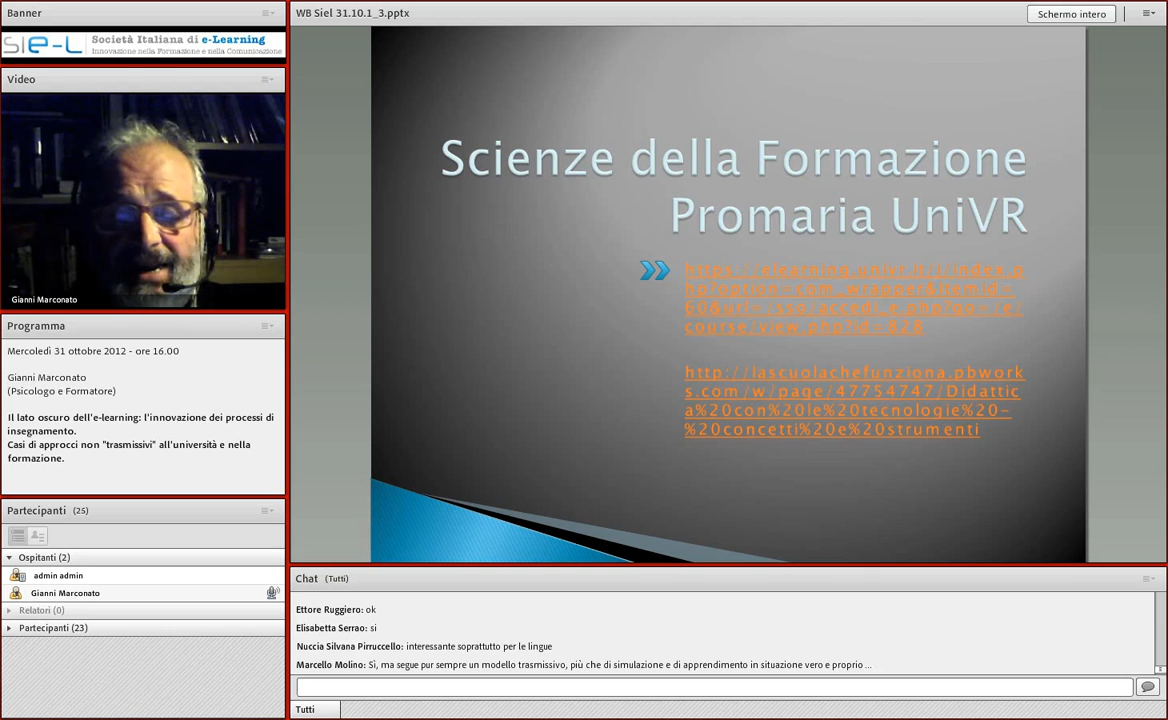 Banner
SIe-L Società Italiana di e-Learning
Innovazione nella Formazione e nella Comunicazione
Video
Gianni Marconato
Programma
Mercoledì 31 ottobre 2012 - ore 16.00
Gianni Marconato
(Psicologo e Formatore)
Il lato oscuro dell'e-learning: l'innovazione dei processi di
insegnamento.
Casi di approcci non "trasmissivi" all'università e nella
formazione.
Partecipanti (25)
Ospitanti (2)
admin admin
Gianni Marconato
Relatori (0)
Partecipanti (23)
WB Siel 31.10.1_3.pptx
Schermo intero
Scienze della Formazione
Promaria UniVR
https://elearning.univr.it:///index.p
hp?option=com_wrapper&Itemid=
60&url=/sso/accedi_e.php?go=/e/
course/view.php?id=828
http://lascuolachefunziona.pbwork
s.com/w/page/47754747/Didattic
a%20con%20le%20tecnologie%20-
%20concetti%20e%20strumenti
Chat (Tutti)
Ettore Ruggiero: ok
Elisabetta Serrao: si
Nuccia Silvana Pirruccello: interessante soprattutto per le lingue
Marcello Molino: Sì, ma segue pur sempre un modello trasmissivo, più che di simulazione e di apprendimento in situazione vero e proprio ...
Tutti